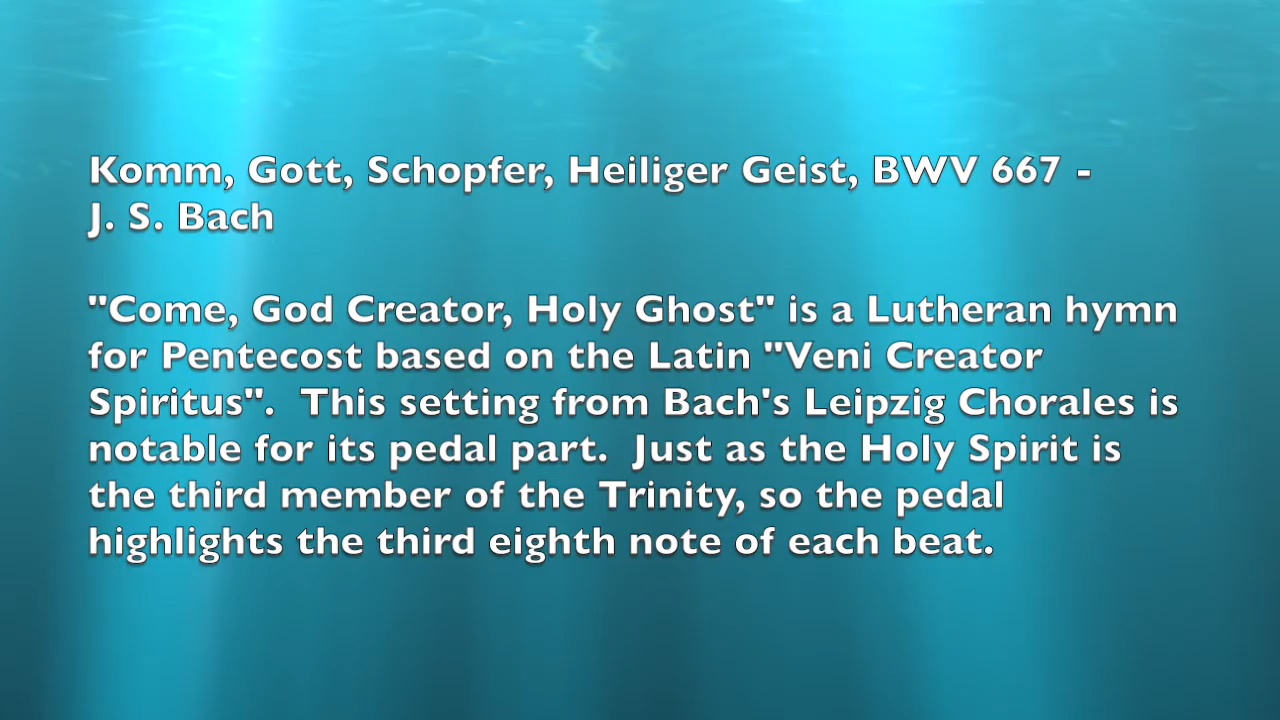 Komm, Gott, Schopfer, Heiliger Geist, BWV 667 -
J. S. Bach
"Come, God Creator, Holy Ghost" is a Lutheran hymn
for Pentecost based on the Latin "Veni Creator
Spiritus".  This setting from Bach's Leipzig Chorales is
notable for its pedal part.  Just as the Holy Spirit is
the third member of the Trinity, so the pedal
highlights the third eighth note of each beat.